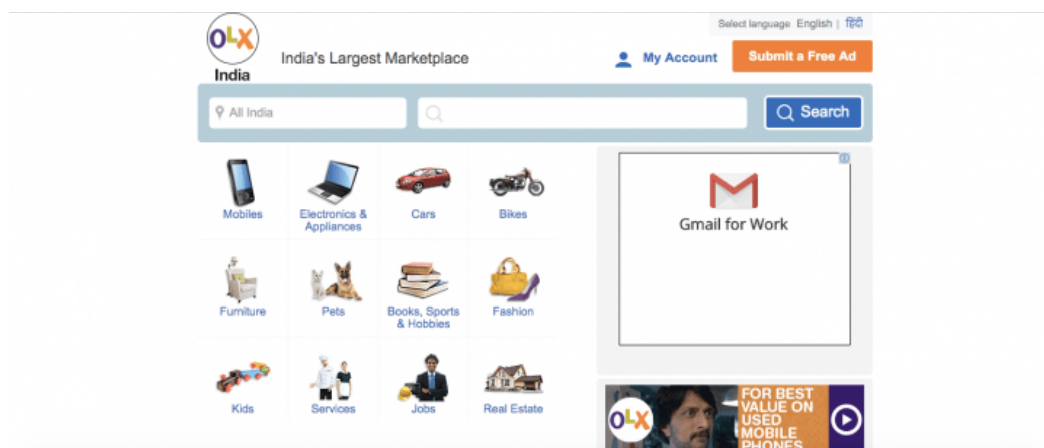 Select language English | हिंदी
OLX
India
India's Largest Marketplace
My Account
Submit a Free Ad
All India
Search
Mobiles
Electronics &
Appliances
Cars
Bikes
Gmail for Work
Furniture
Pets
Books, Sports
& Hobbies
Fashion
Kids
Services
Jobs
Real Estate
OLX
FOR BEST
VALUE ON
USED
MOBILE
PHONES